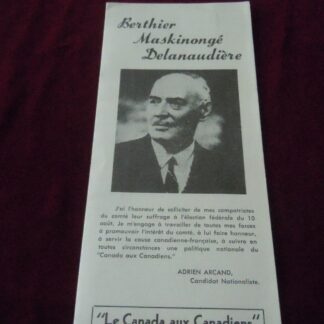 Berthier
Maskinongé
Delanaudière
J'ai l'honneur de solliciter de mes compatriotes
du comté leur suffrage à l'élection fédérale du 10
août. Je m'engage à travailler de toutes mes forces
à promouvoir l'intérêt du comté, à lui faire honneur,
à servir la cause canadienne-française, à suivre en
toutes circonstances une politique nationale du
"Canada aux Canadiens."
ADRIEN ARCAND,
Candidat Nationaliste.
"Le Canada aux Canadiens"